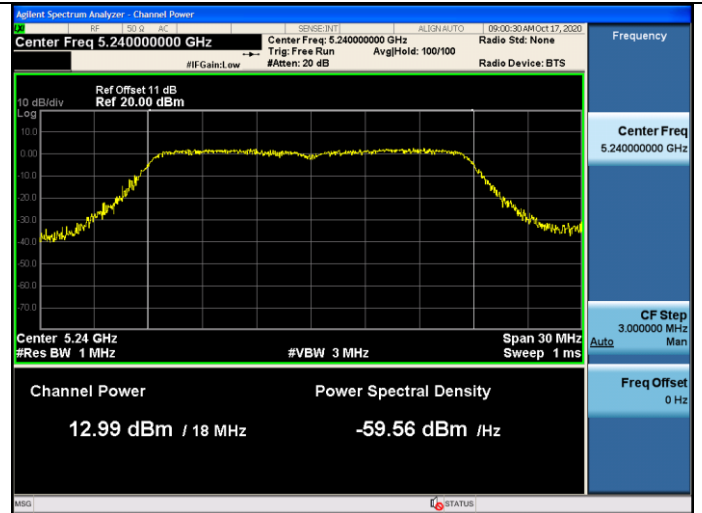 Agilent Spectrum Analyzer - Channel Power
RF 50 Ω AC SENSE:INT ALIGN AUTO 09:00:30 AM Oct 17, 2020
Center Freq 5.240000000 GHz
Center Freq: 5.240000000 GHz
Radio Std: None
Trig: Free Run Avg|Hold: 100/100
#IFGain:Low #Atten: 20 dB Radio Device: BTS
Ref Offset 11 dB
10 dB/div Ref 20.00 dBm
Log
10.0
0.00
-10.0
-20.0
-30.0
-40.0
-50.0
-60.0
-70.0
Center 5.24 GHz Span 30 MHz
#Res BW 1 MHz #VBW 3 MHz Sweep 1 ms
Channel Power Power Spectral Density
12.99 dBm / 18 MHz -59.56 dBm /Hz
Frequency
Center Freq
5.240000000 GHz
CF Step
3.000000 MHz
Auto Man
Freq Offset
0 Hz
MSG STATUS